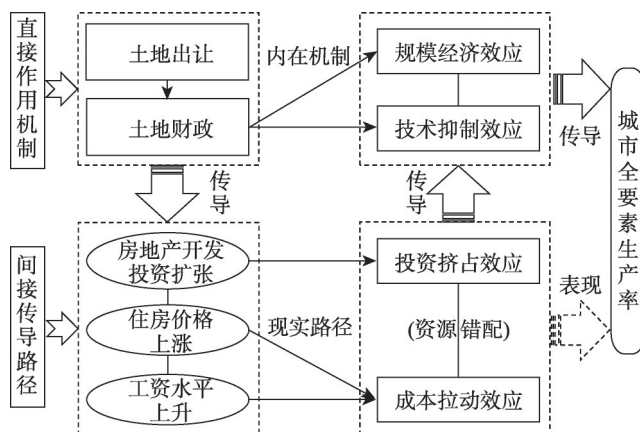 直接作用机制
土地出让
土地财政
内在机制
规模经济效应
技术抑制效应
传导
传导
传导
城市全要素生产率
间接传导路径
房地产开发
投资扩张
住房价格
上涨
工资水平
上升
现实路径
投资挤占效应
(资源错配)
成本拉动效应
表现